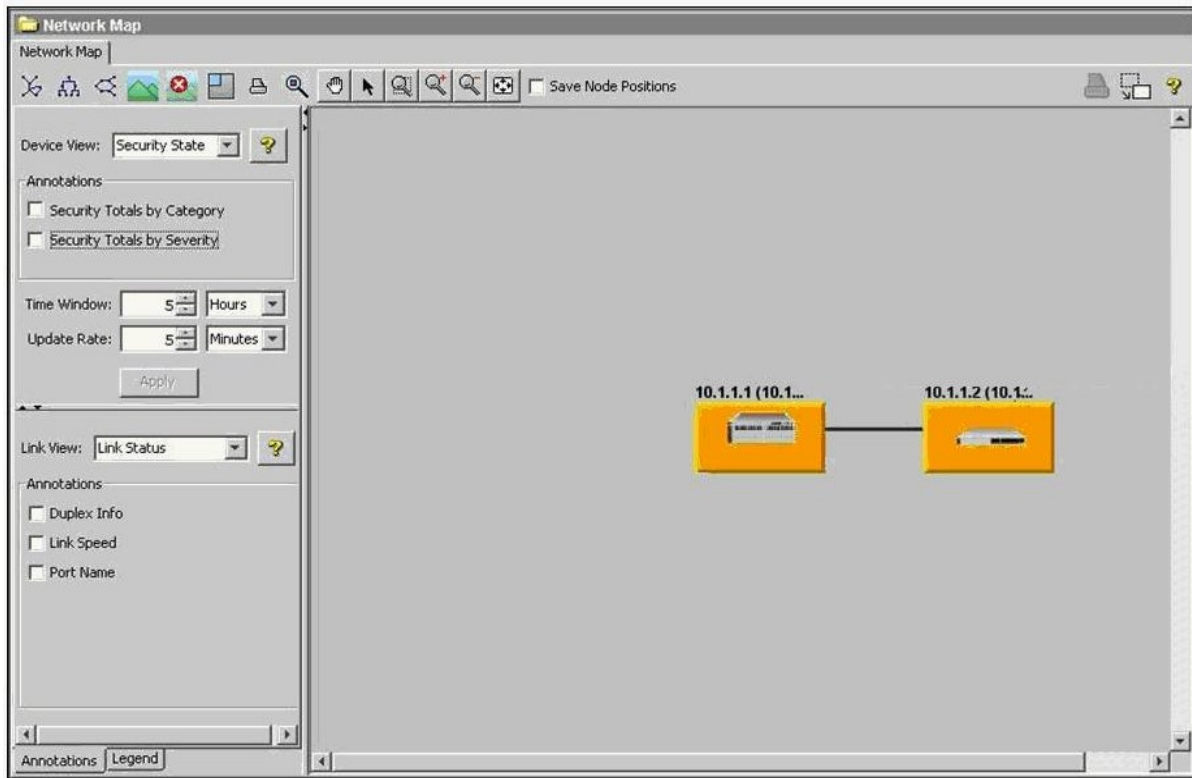 Network Map
Network Map
Save Node Positions
Device View: Security State
Annotations
Security Totals by Category
Security Totals by Severity
Time Window: 5 Hours
Update Rate: 5 Minutes
Apply
Link View: Link Status
Annotations
Duplex Info
Link Speed
Port Name
Annotations Legend
10.1.1.1 (10.1... 10.1.1.2 (10.1...